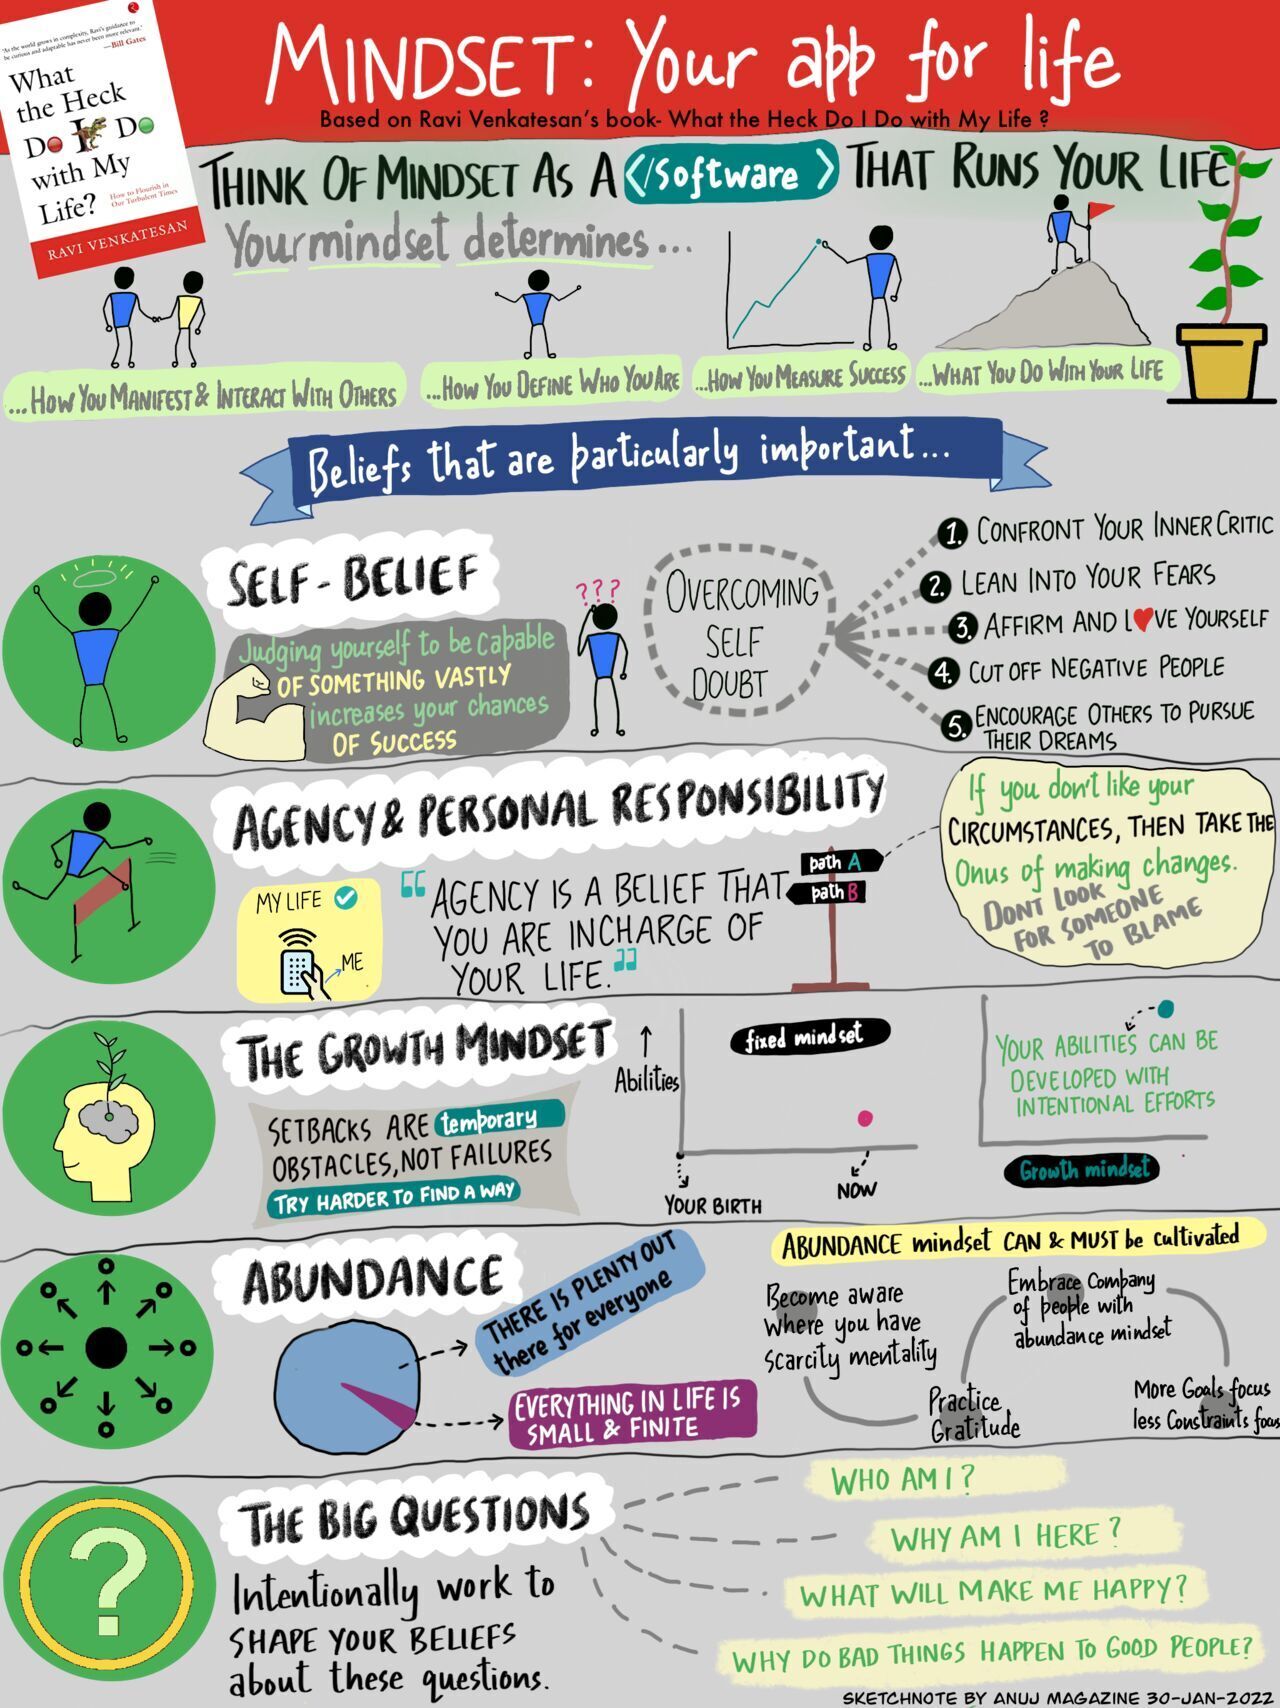 'As the world grows in complexity, Ravi's guidance to
be curious and adaptable has never been more relevant.'
—Bill Gates
What
the Heck
Do I Do
with My
Life?
How to Flourish in
Our Turbulent Times
RAVI VENKATESAN
MINDSET: Your app for life
Based on Ravi Venkatesan's book- What the Heck Do I Do with My Life ?
THINK OF MINDSET AS A </Software > THAT RUNS YOUR LIFE
Your mindset determines...
...HOW YOU MANIFEST & INTERACT WITH OTHERS
...HOW YOU DEFINE WHO YOU ARE
...HOW YOU MEASURE SUCCESS
...WHAT YOU DO WITH YOUR LIFE
Beliefs that are particularly important...
SELF-BELIEF
Judging yourself to be capable
OF SOMETHING VASTLY
increases your chances
OF SUCCESS
???
OVERCOMING
SELF
DOUBT
1. CONFRONT YOUR INNER CRITIC
2. LEAN INTO YOUR FEARS
3. AFFIRM AND L♥VE YOURSELF
4. CUT OFF NEGATIVE PEOPLE
5. ENCOURAGE OTHERS TO PURSUE
THEIR DREAMS
AGENCY & PERSONAL RESPONSIBILITY
MY LIFE
ME
"AGENCY IS A BELIEF THAT
YOU ARE INCHARGE OF
YOUR LIFE."
path A
path B
If you don't like your
CIRCUMSTANCES, THEN TAKE THE
Onus of making changes.
DONT LOOK
FOR SOMEONE
TO BLAME
THE GROWTH MINDSET
SETBACKS ARE temporary
OBSTACLES, NOT FAILURES
TRY HARDER TO FIND A WAY
Abilities
fixed mindset
YOUR BIRTH
NOW
YOUR ABILITIES CAN BE
DEVELOPED WITH
INTENTIONAL EFFORTS
Growth mindset
ABUNDANCE
THERE IS PLENTY OUT
there for everyone
EVERYTHING IN LIFE IS
SMALL & FINITE
ABUNDANCE mindset CAN & MUST be cultivated
Become aware
where you have
scarcity mentality
Practice
Gratitude
Embrace Company
of people with
abundance mindset
More Goals focus
less Constraints focus
THE BIG QUESTIONS
Intentionally work to
SHAPE YOUR BELIEFS
about these questions.
?
WHO AM I?
WHY AM I HERE?
WHAT WILL MAKE ME HAPPY?
WHY DO BAD THINGS HAPPEN TO GOOD PEOPLE?
SKETCHNOTE BY ANUJ MAGAZINE 30-JAN-2022